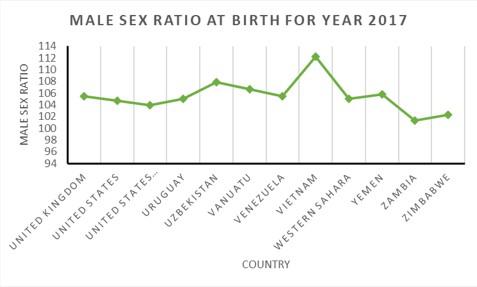 MALE SEX RATIO AT BIRTH FOR YEAR 2017
MALE SEX RATIO
114
112
110
108
106
104
102
100
98
96
94
UNITED KINGDOM
UNITED STATES
UNITED STATES...
URUGUAY
UZBEKISTAN
VANUATU
VENEZUELA
VIETNAM
WESTERN SAHARA
YEMEN
ZAMBIA
ZIMBABWE
COUNTRY